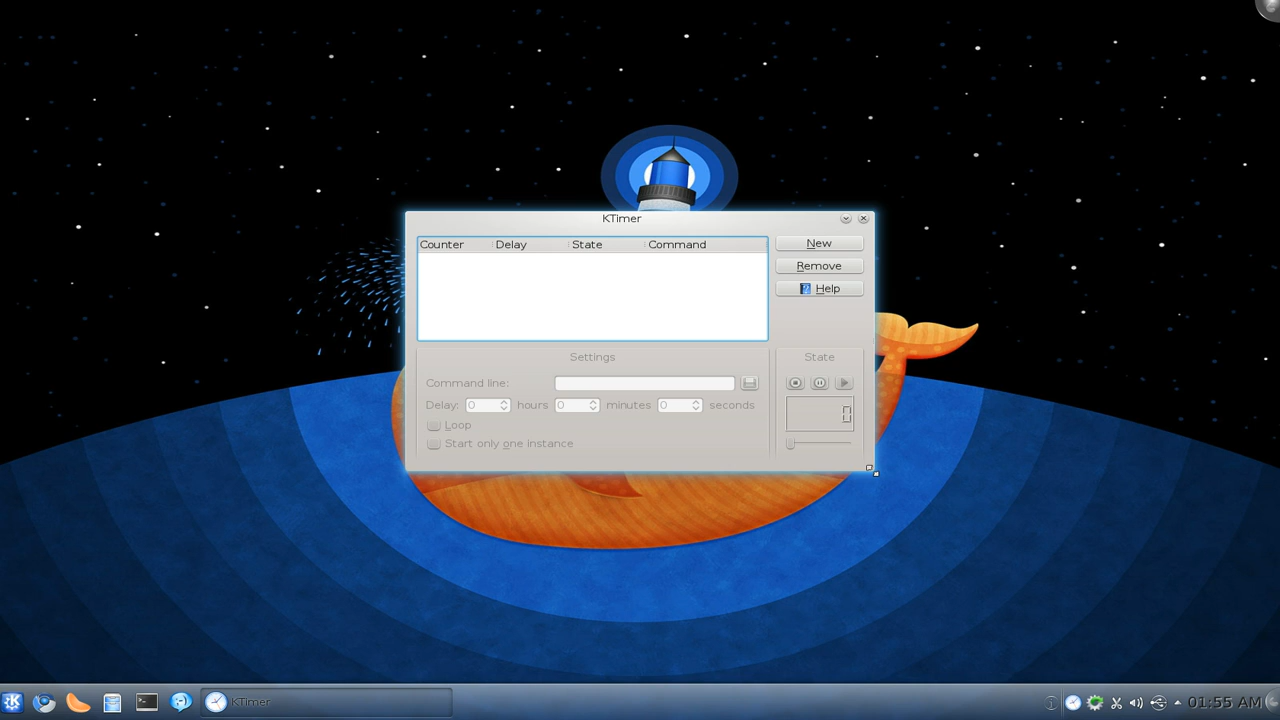 KTimer
Counter Delay State Command
New
Remove
Help
Settings
State
Command line:
Delay: 0 hours 0 minutes 0 seconds
0
Loop
Start only one instance
KTimer
01:55 AM